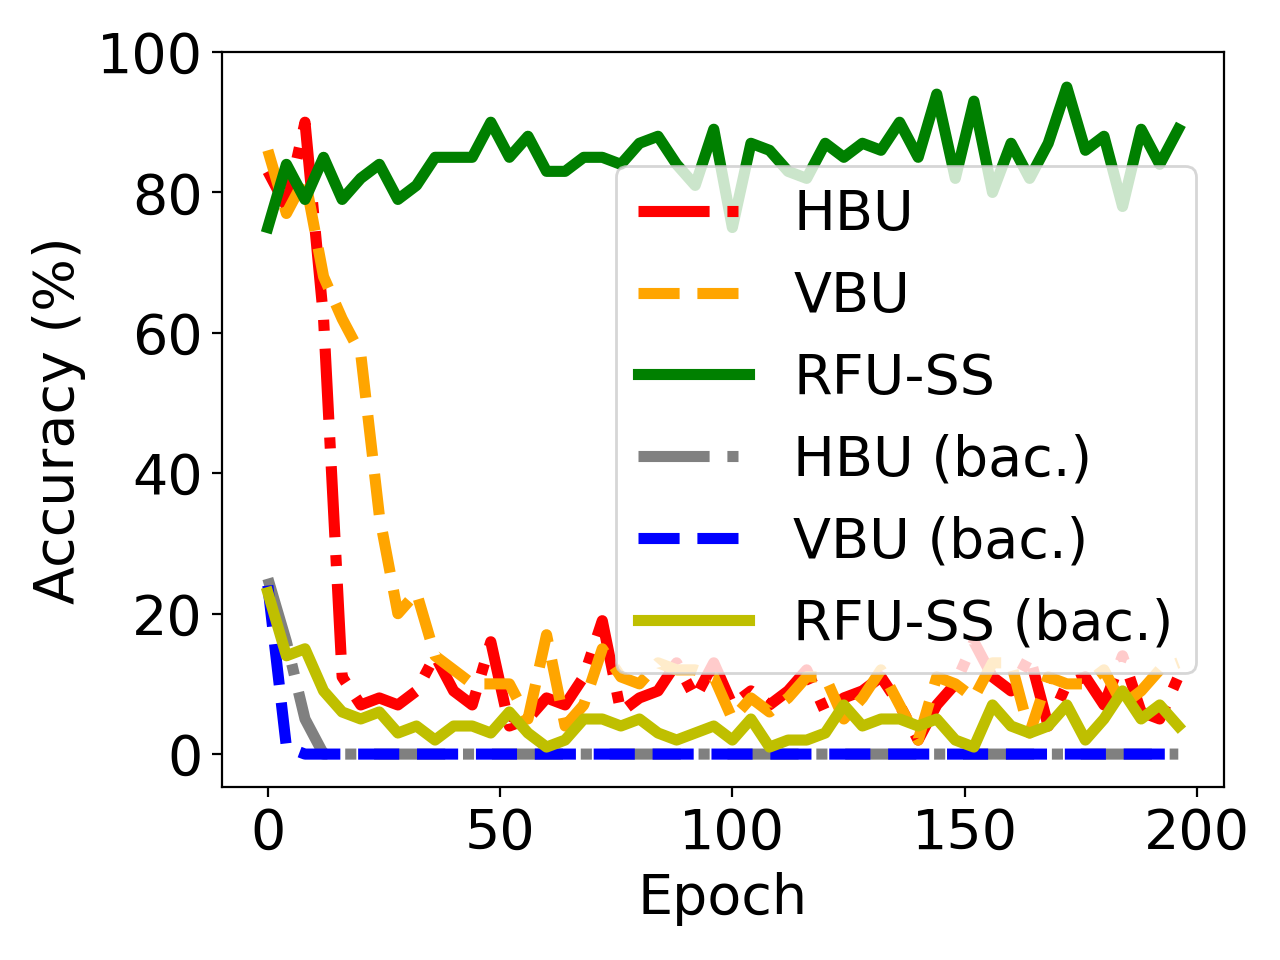 100
80
60
40
20
0
Accuracy (%)
HBU
VBU
RFU-SS
HBU (bac.)
VBU (bac.)
RFU-SS (bac.)
0 50 100 150 200
Epoch